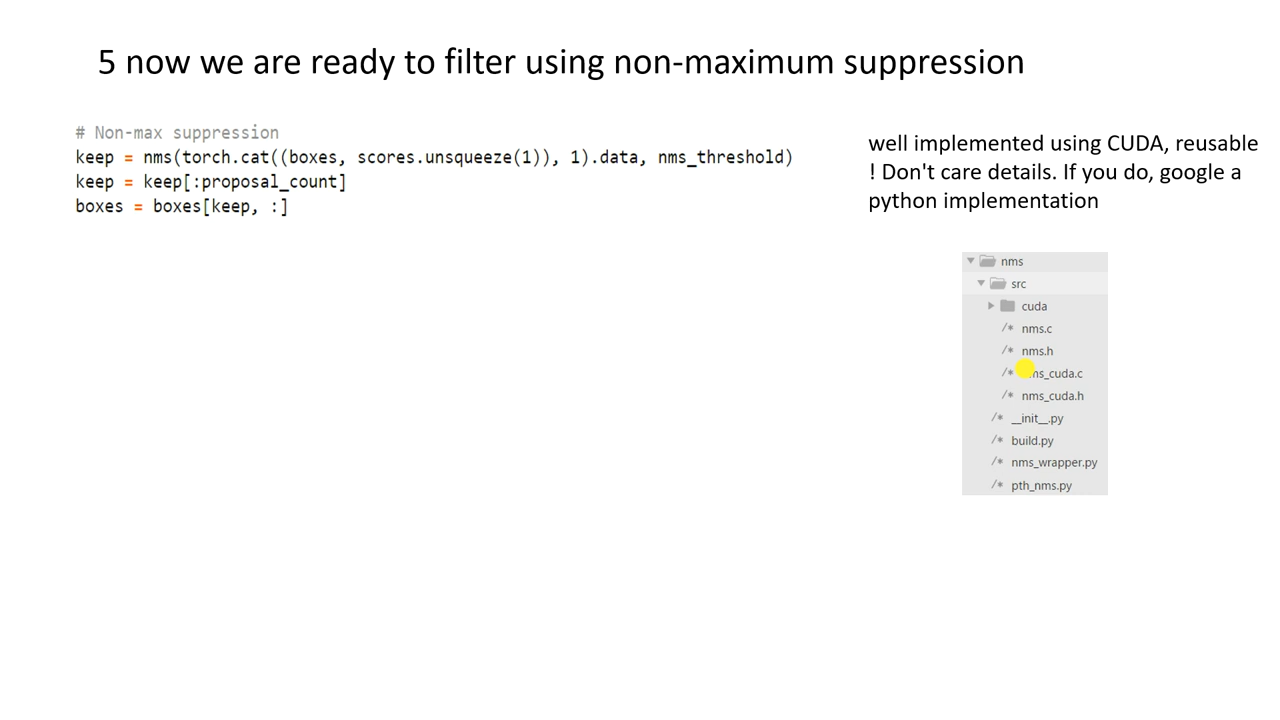 5 now we are ready to filter using non-maximum suppression
# Non-max suppression
keep = nms(torch.cat((boxes, scores.unsqueeze(1)), 1).data, nms_threshold)
keep = keep[:proposal_count]
boxes = boxes[keep, :]
well implemented using CUDA, reusable
! Don't care details. If you do, google a
python implementation
nms
src
cuda
/* nms.c
/* nms.h
/* ms_cuda.c
/* nms_cuda.h
/* __init__.py
/* build.py
/* nms_wrapper.py
/* pth_nms.py